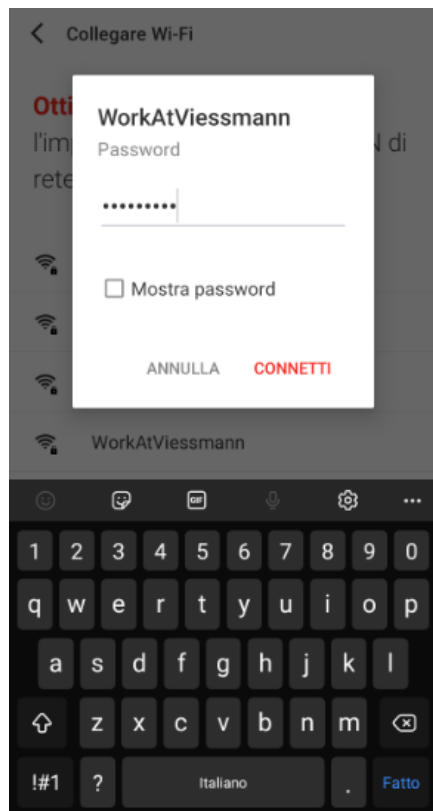 Collegare Wi-Fi
Otti
l'im
N di
rete
WorkAtViessmann
Password
•••••••••
Mostra password
ANNULLA CONNETTI
WorkAtViessmann
GIF
1 2 3 4 5 6 7 8 9 0
q w e r t y u i o p
a s d f g h j k l
z x c v b n m
!#1 ? Italiano . Fatto